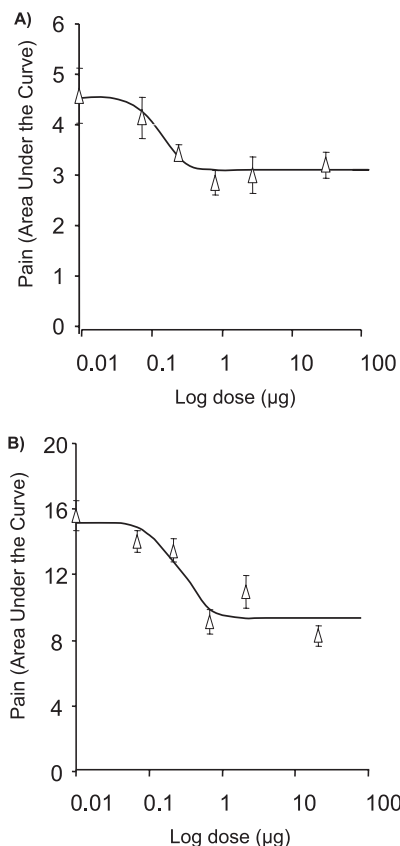 A)
Pain (Area Under the Curve)
6
5
4
3
2
1
0
0.01 0.1 1 10 100
Log dose (µg)
B)
Pain (Area Under the Curve)
20
16
12
8
4
0
0.01 0.1 1 10 100
Log dose (µg)